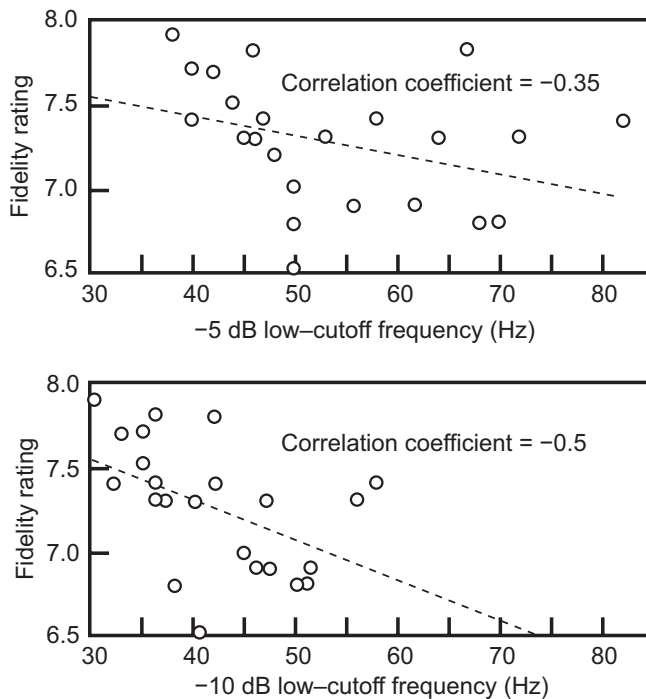 8.0
Correlation coefficient = −0.35
7.5
Fidelity rating
7.0
6.5
30 40 50 60 70 80
−5 dB low–cutoff frequency (Hz)
8.0
Correlation coefficient = −0.5
7.5
Fidelity rating
7.0
6.5
30 40 50 60 70 80
−10 dB low–cutoff frequency (Hz)